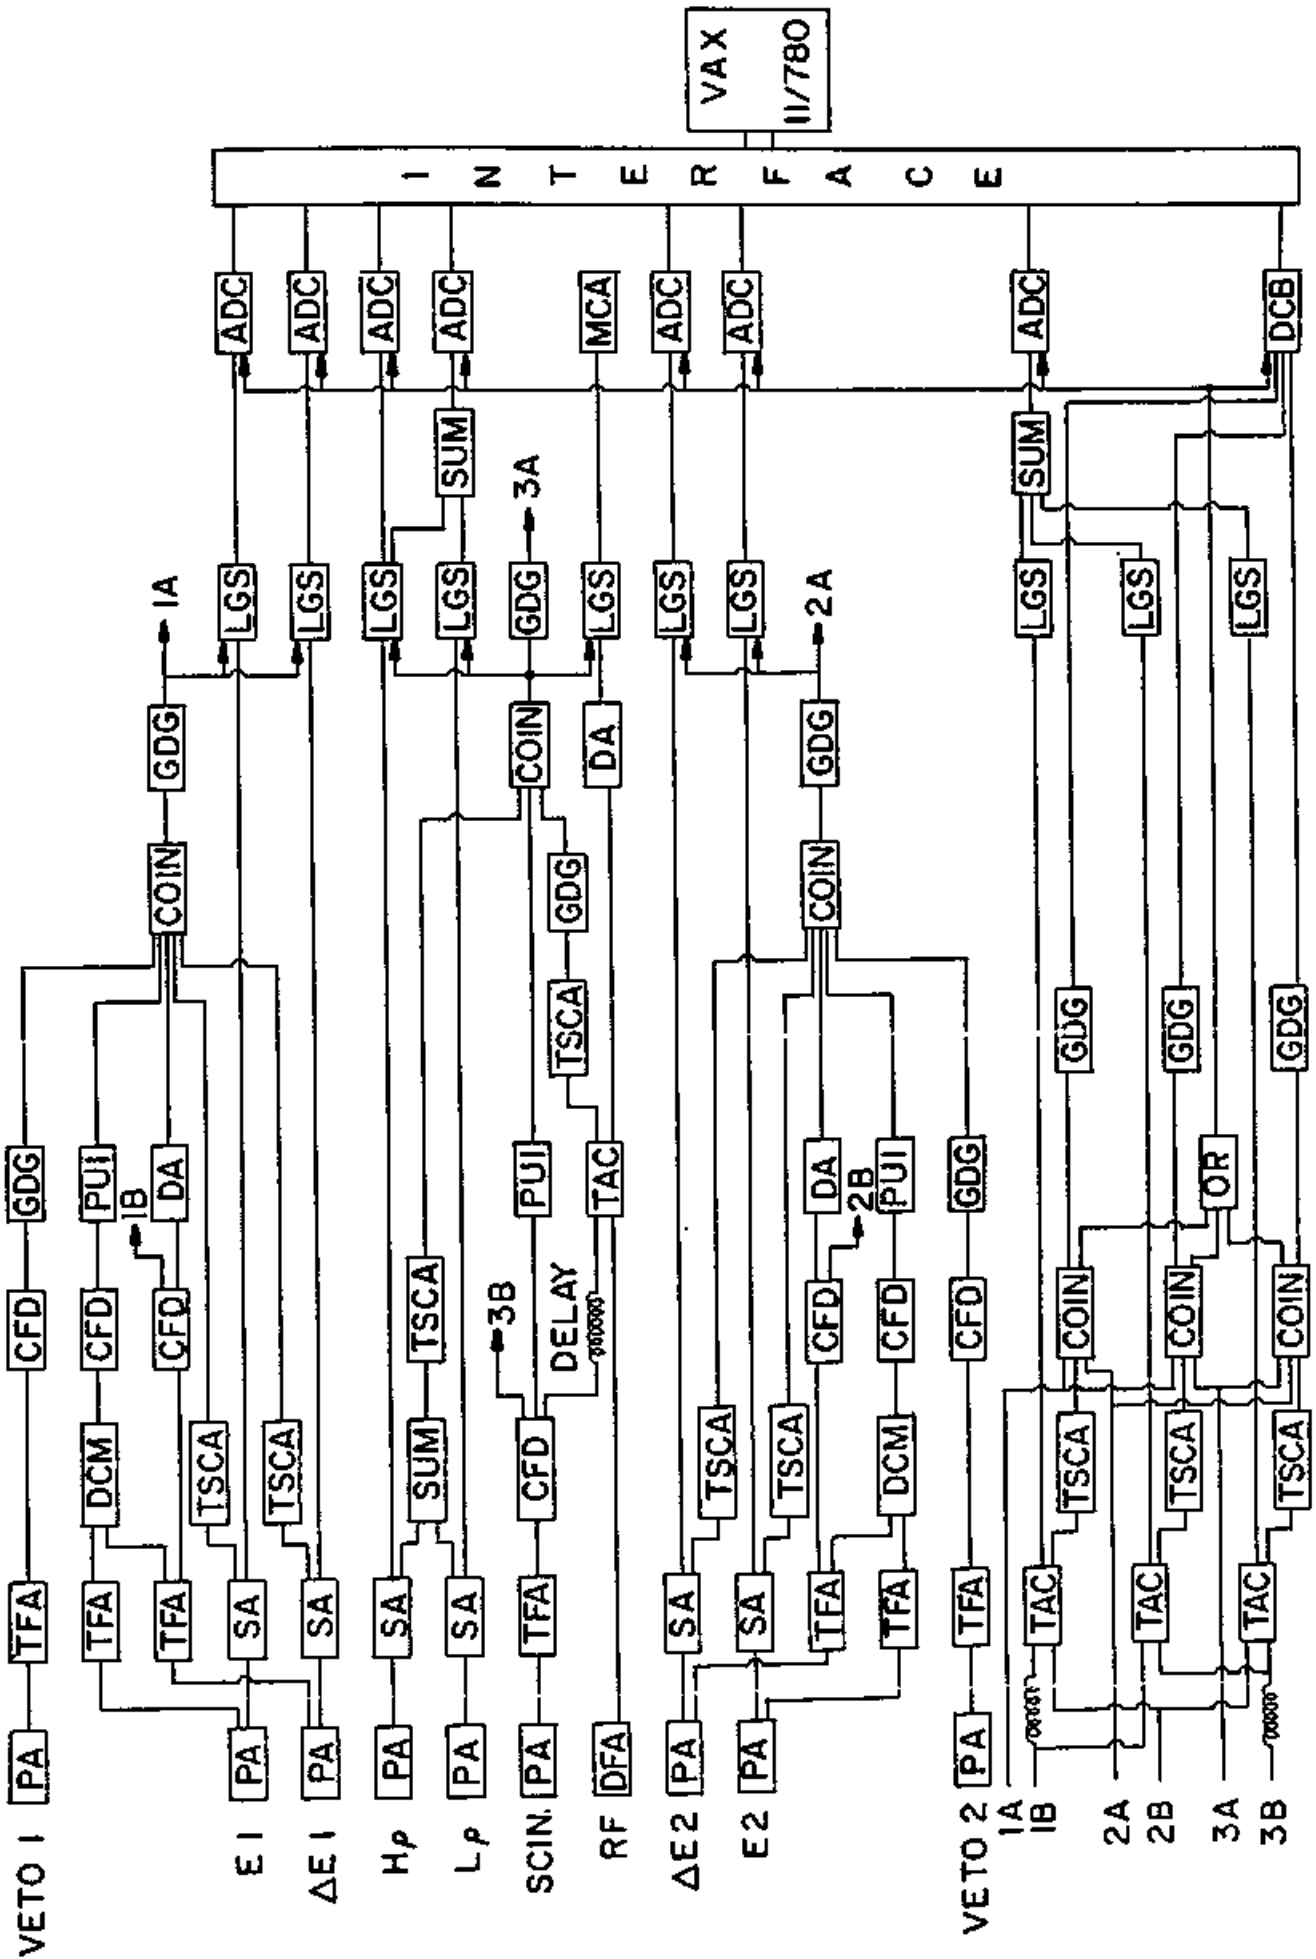 VETO 1 PA TFA CFD GDG
TFA DCM CFD PUI
1B
TFA CFD DA COIN GDG 1A
TSCA
E1 PA SA LGS ADC
TSCA
ΔE1 PA SA LGS ADC
Hρ PA SA LGS ADC
SUM TSCA
Lρ PA SA LGS SUM ADC
3B
SCIN. PA TFA CFD PUI COIN GDG 3A
DELAY TSCA GDG
RF DFA TAC DA LGS MCA
ΔE2 PA SA LGS ADC
TSCA
E2 PA SA LGS ADC
TSCA
TFA CFD DA COIN GDG 2A
2B
TFA DCM CFD PUI
VETO 2 PA TFA CFD GDG
1A
1B TAC LGS SUM ADC
TSCA COIN GDG
2A
2B TAC LGS
TSCA COIN GDG
3A OR
3B TAC LGS
TSCA COIN GDG DCB
INTERFACE
VAX
11/780